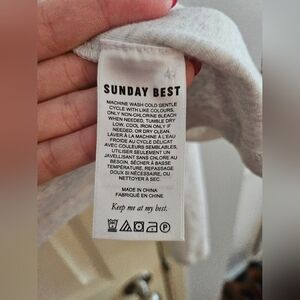 SUNDAY BEST
MACHINE WASH COLD GENTLE
CYCLE WITH LIKE COLOURS,
ONLY NON-CHLORINE BLEACH
WHEN NEEDED, TUMBLE DRY
LOW, COOL IRON ONLY IF
NEEDED, OR DRY CLEAN.
LAVER À LA MACHINE À L'EAU
FROIDE AU CYCLE DÉLICAT
AVEC COULEURS SEMBLABLES,
UTILISER SEULEMENT UN
JAVELLISANT SANS CHLORE AU
BESOIN, SÉCHER À BASSE
TEMPÉRATURE, REPASSAGE
DOUX SI NÉCESSAIRE, OU
NETTOYER À SEC.
MADE IN CHINA
FABRIQUÉ EN CHINE
Keep me at my best.
P